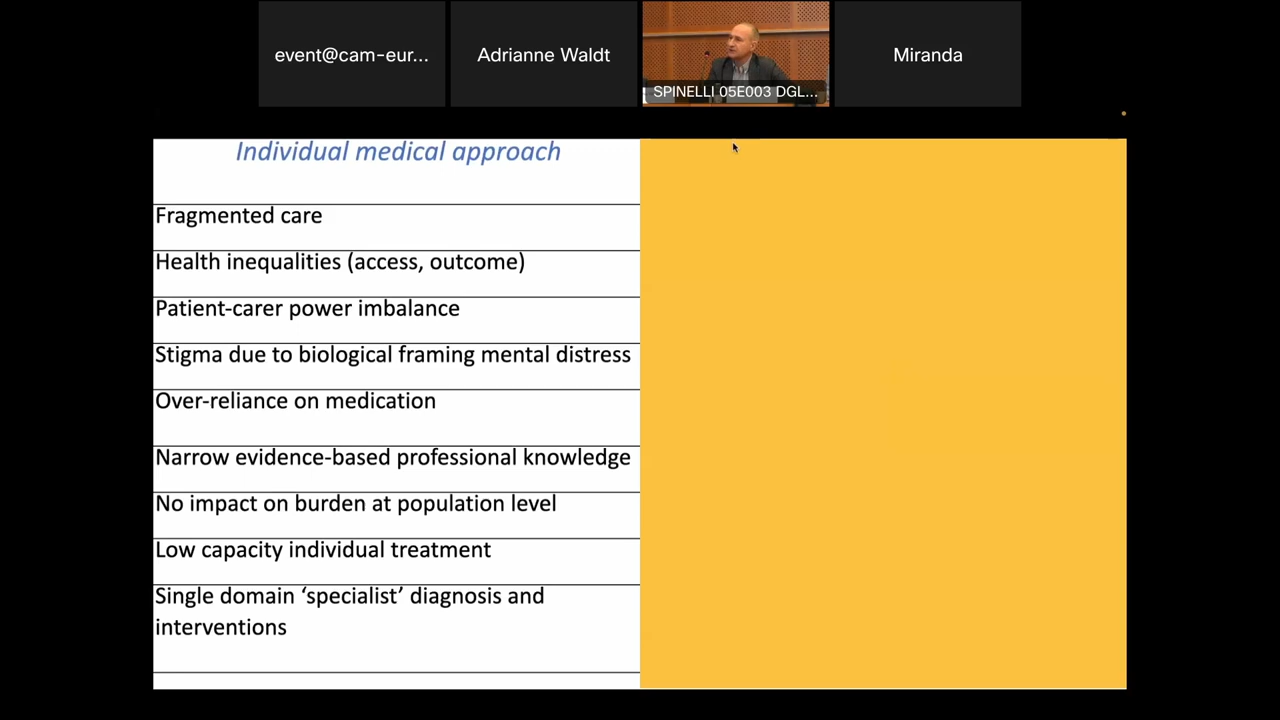 event@cam-eur...
Adrianne Waldt
SPINELLI 05E003 DGL...
Miranda
Individual medical approach
Fragmented care
Health inequalities (access, outcome)
Patient-carer power imbalance
Stigma due to biological framing mental distress
Over-reliance on medication
Narrow evidence-based professional knowledge
No impact on burden at population level
Low capacity individual treatment
Single domain ‘specialist’ diagnosis and
interventions